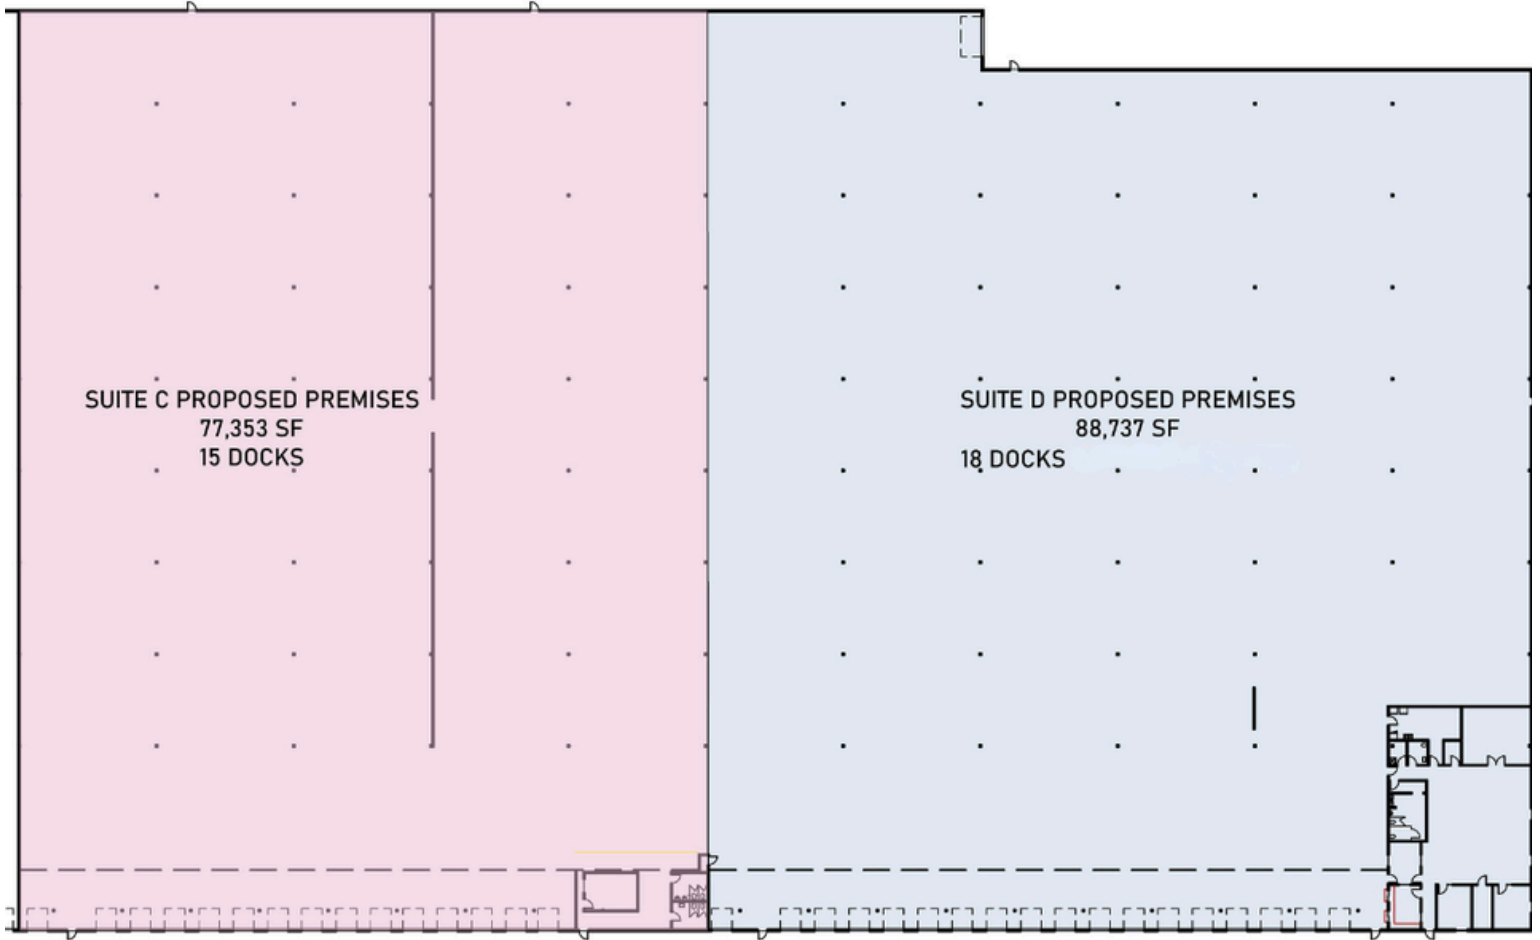 SUITE C PROPOSED PREMISES
77,353 SF
15 DOCKS
SUITE D PROPOSED PREMISES
88,737 SF
18 DOCKS